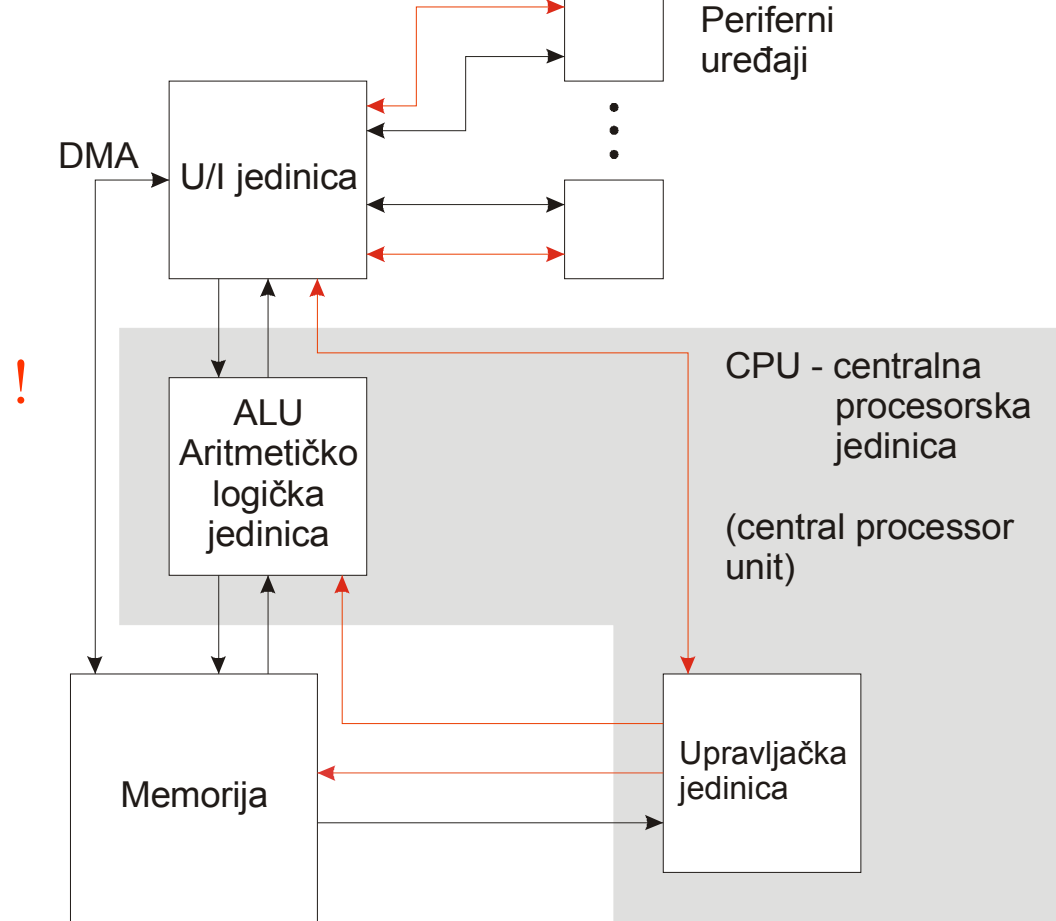 Periferni
uređaji
DMA
U/I jedinica
!
CPU - centralna
procesorska
jedinica
(central processor
unit)
ALU
Aritmetičko
logička
jedinica
Memorija
Upravljačka
jedinica